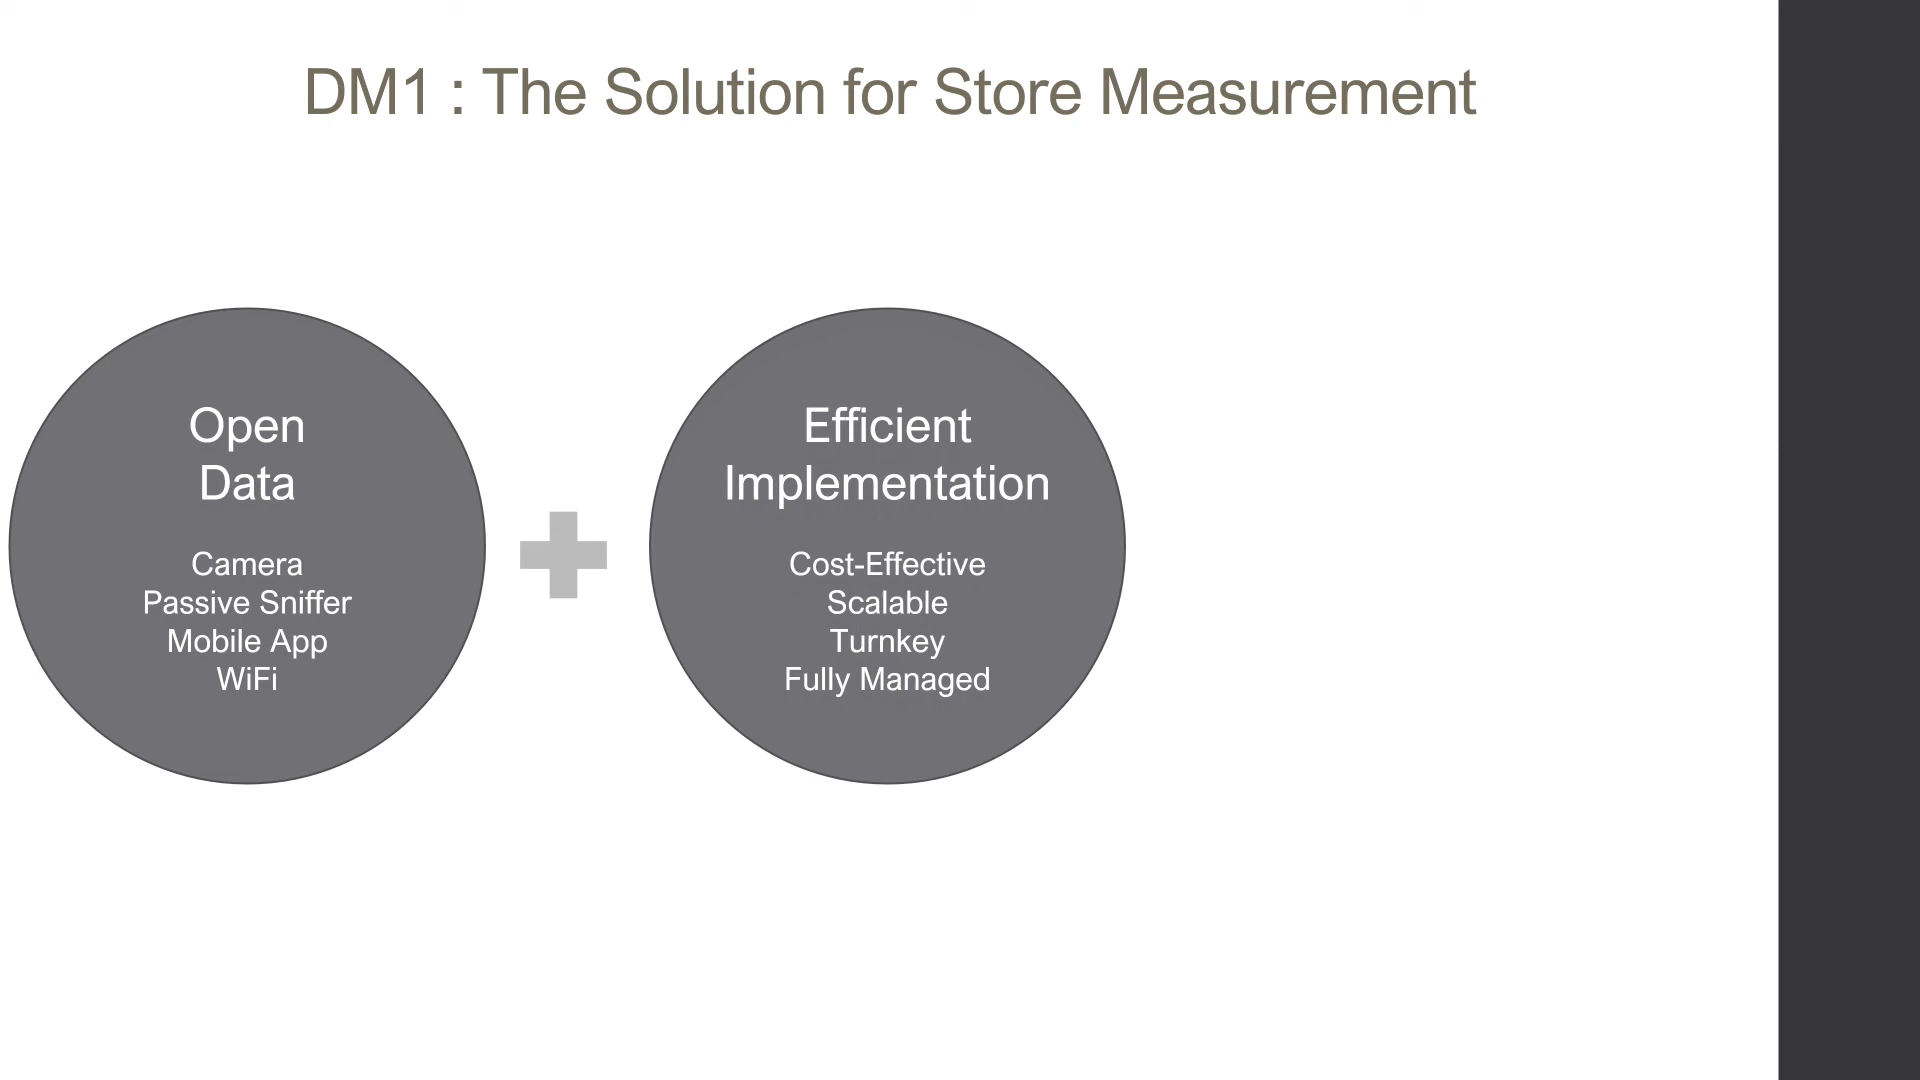 DM1 : The Solution for Store Measurement
Open
Data
Camera
Passive Sniffer
Mobile App
WiFi
Efficient
Implementation
Cost-Effective
Scalable
Turnkey
Fully Managed